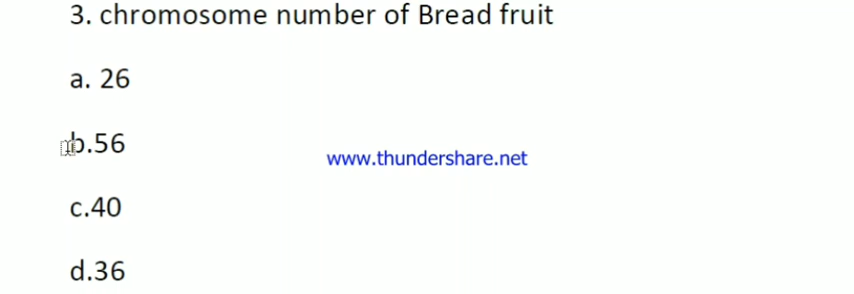 3. chromosome number of Bread fruit
a. 26
b.56
www.thundershare.net
c.40
d.36